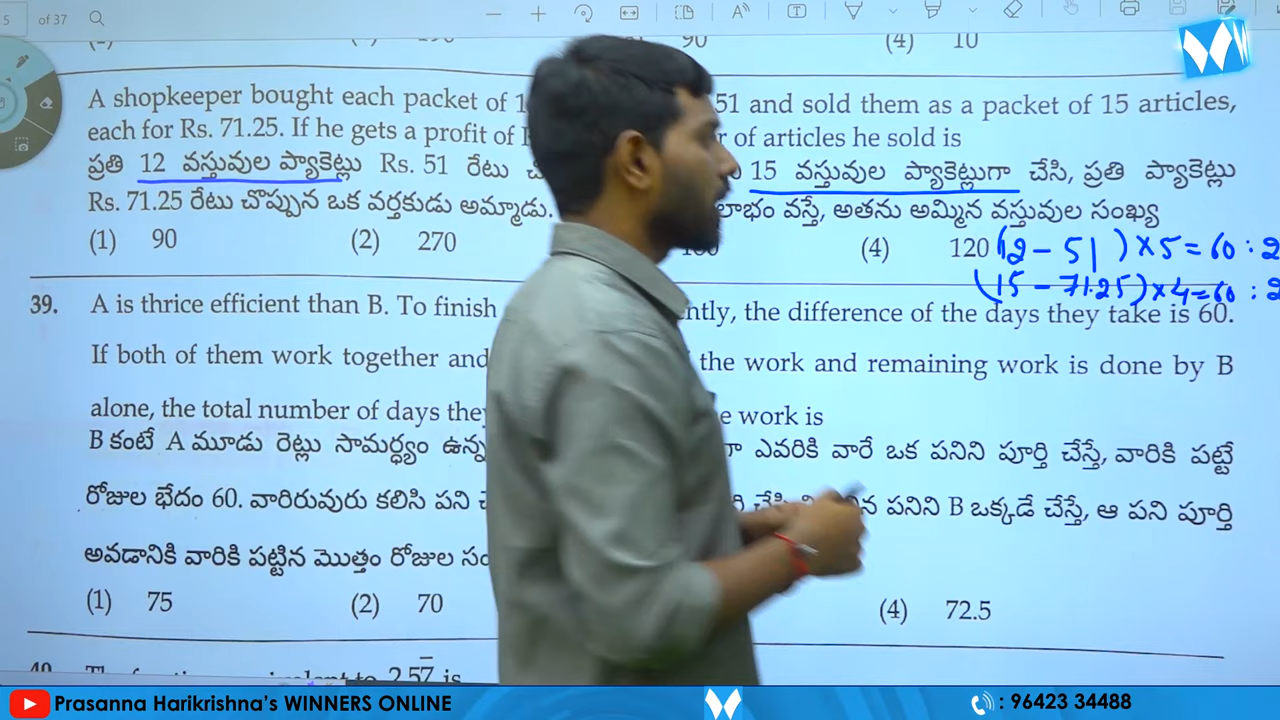 5 of 37
(4) 10
90
A shopkeeper bought each packet of 1 51 and sold them as a packet of 15 articles,
each for Rs. 71.25. If he gets a profit of of articles he sold is
ప్రతి 12 వస్తువుల ప్యాకెట్లు Rs. 51 రేటు 15 వస్తువుల ప్యాకెట్లుగా చేసి, ప్రతి ప్యాకెట్లు
Rs. 71.25 రేటు చొప్పున ఒక వర్తకుడు అమ్మాడు. లాభం వస్తే, అతను అమ్మిన వస్తువుల సంఖ్య
(1) 90 (2) 270 (4) 120
(12 - 51) × 5 = 60 : 2
(15 - 71.25) × 4 = 60 : 2
39. A is thrice efficient than B. To finish the difference of the days they take is 60.
If both of them work together and the work and remaining work is done by B
alone, the total number of days they work is
B కంటే A మూడు రెట్లు సామర్థ్యం ఎవరికి వారే ఒక పనిని పూర్తి చేస్తే, వారికి పట్టే
రోజుల భేదం 60. వారిరువురు కలిసి పని పనిని B ఒక్కడే చేస్తే, ఆ పని పూర్తి
అవడానికి వారికి పట్టిన మొత్తం రోజుల
(1) 75 (2) 70 (4) 72.5
2.57 is
Prasanna Harikrishna's WINNERS ONLINE : 96423 34488